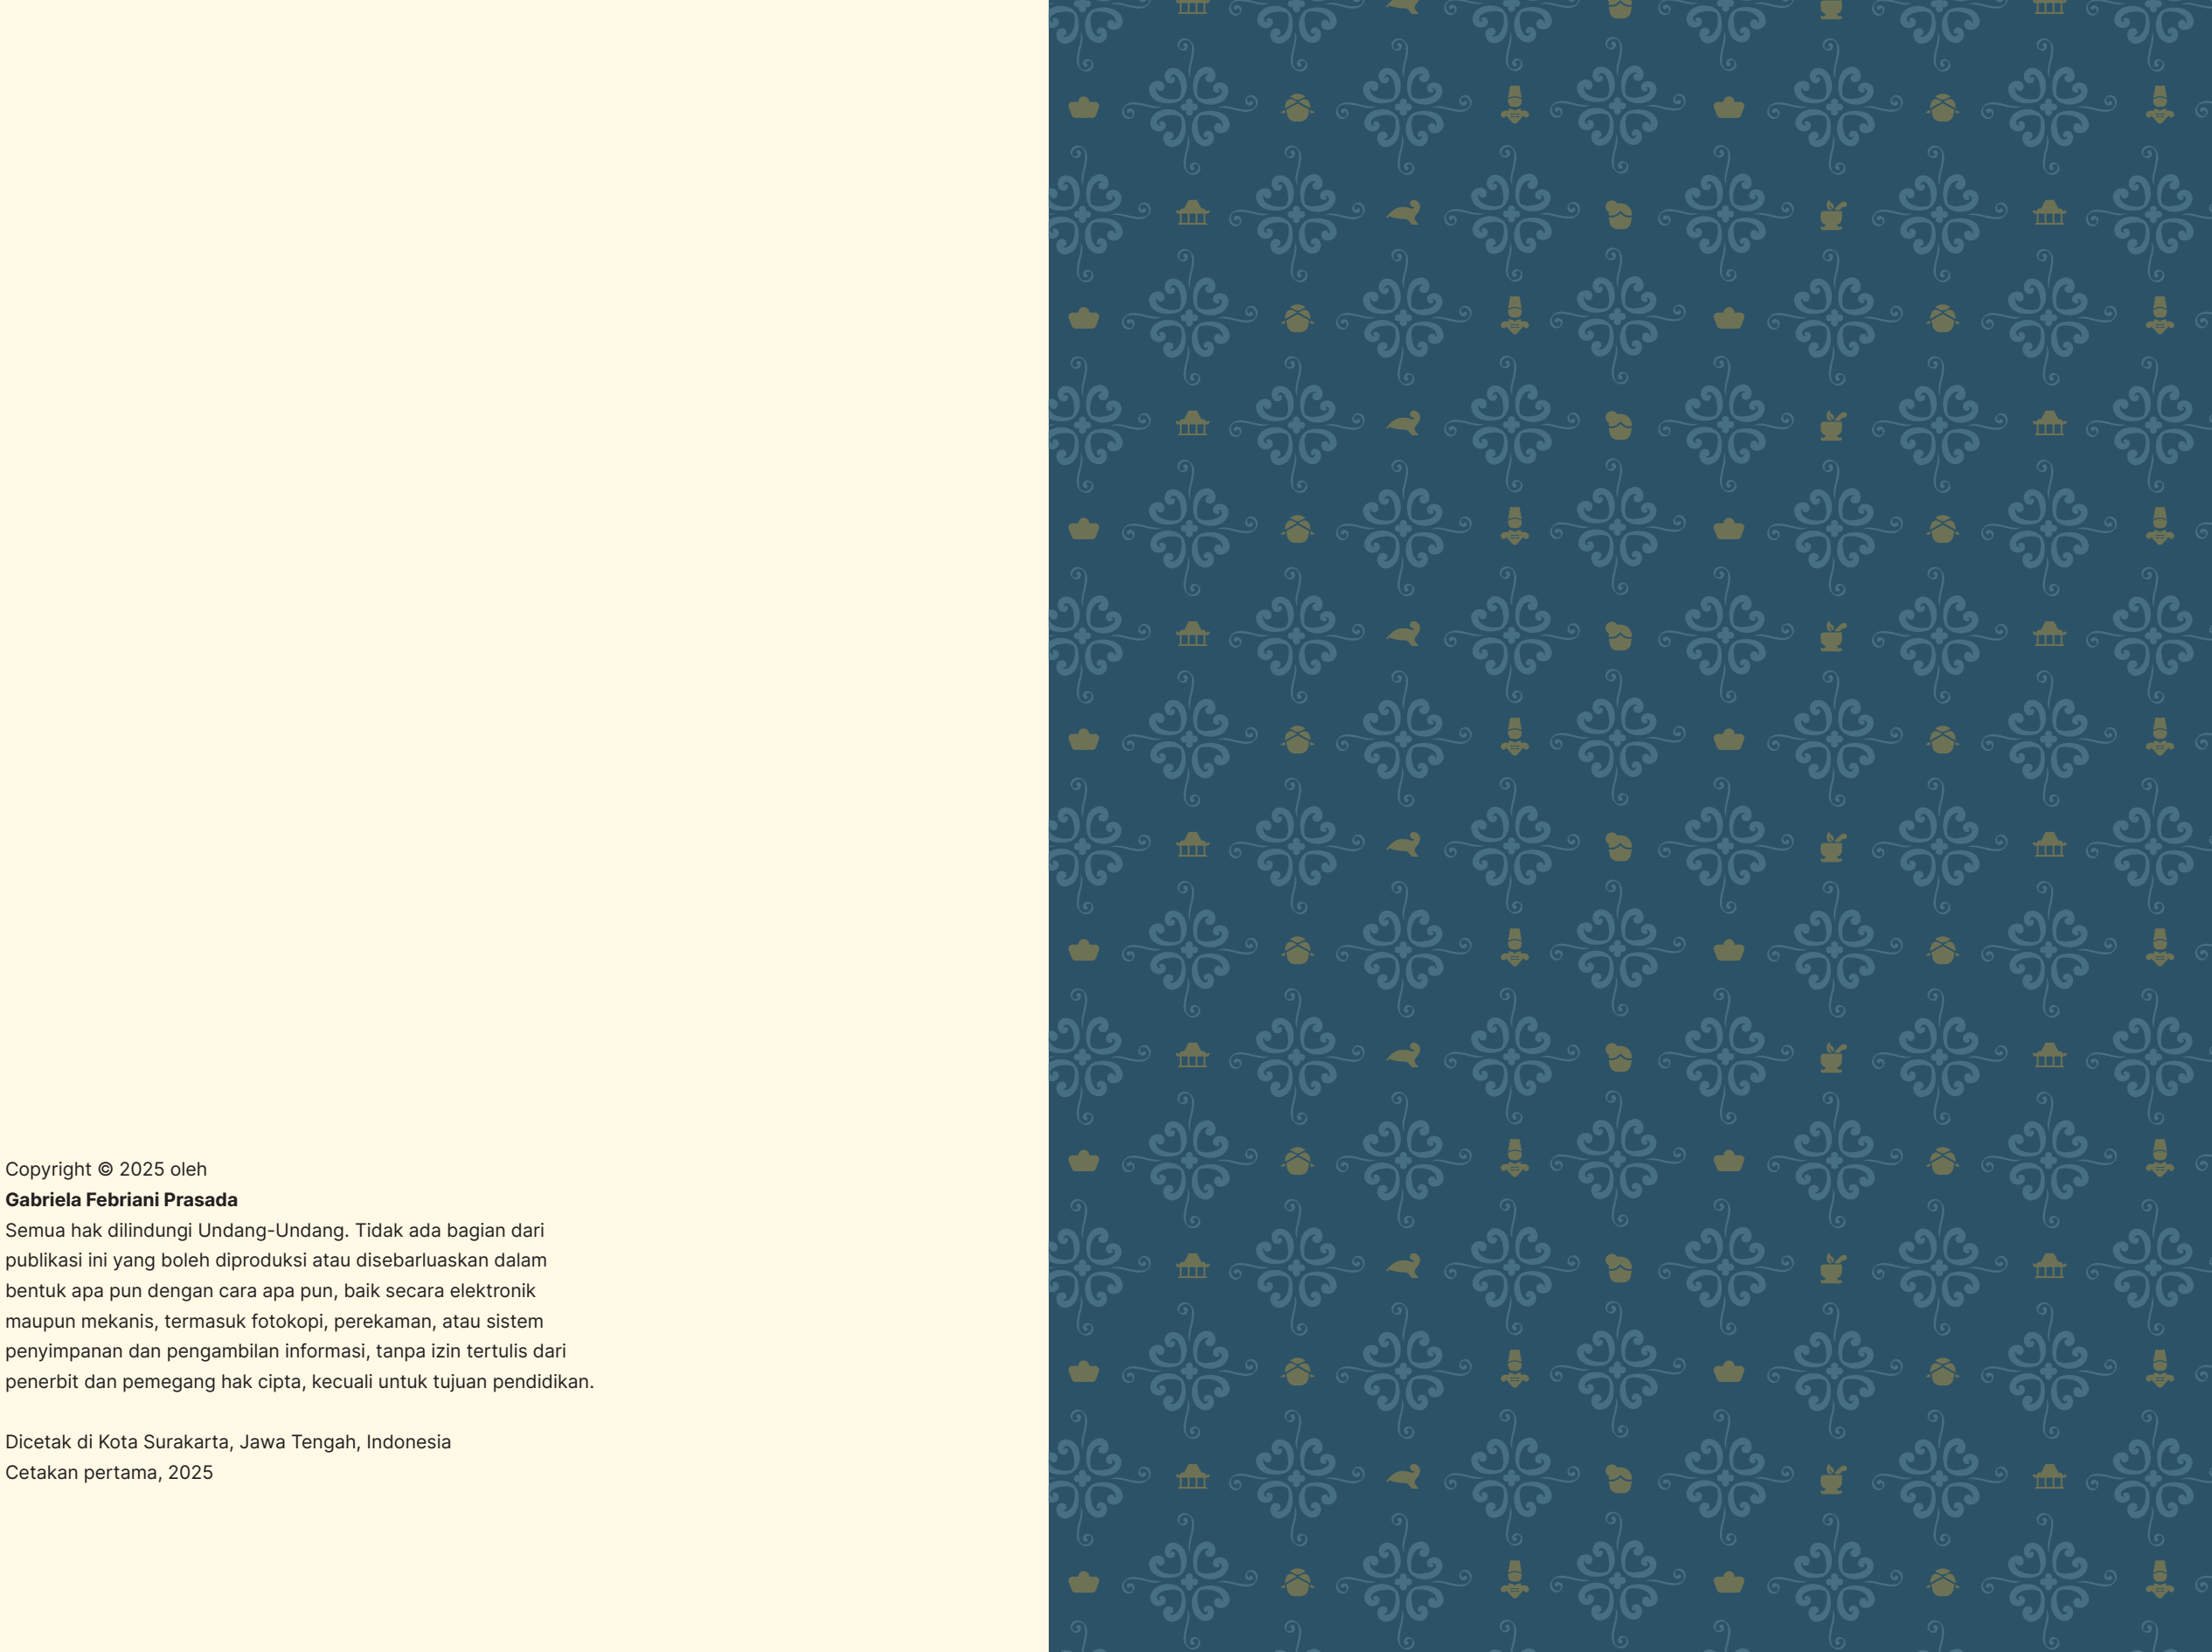 Copyright © 2025 oleh
Gabriela Febriani Prasada
Semua hak dilindungi Undang-Undang. Tidak ada bagian dari
publikasi ini yang boleh diproduksi atau disebarluaskan dalam
bentuk apa pun dengan cara apa pun, baik secara elektronik
maupun mekanis, termasuk fotokopi, perekaman, atau sistem
penyimpanan dan pengambilan informasi, tanpa izin tertulis dari
penerbit dan pemegang hak cipta, kecuali untuk tujuan pendidikan.
Dicetak di Kota Surakarta, Jawa Tengah, Indonesia
Cetakan pertama, 2025